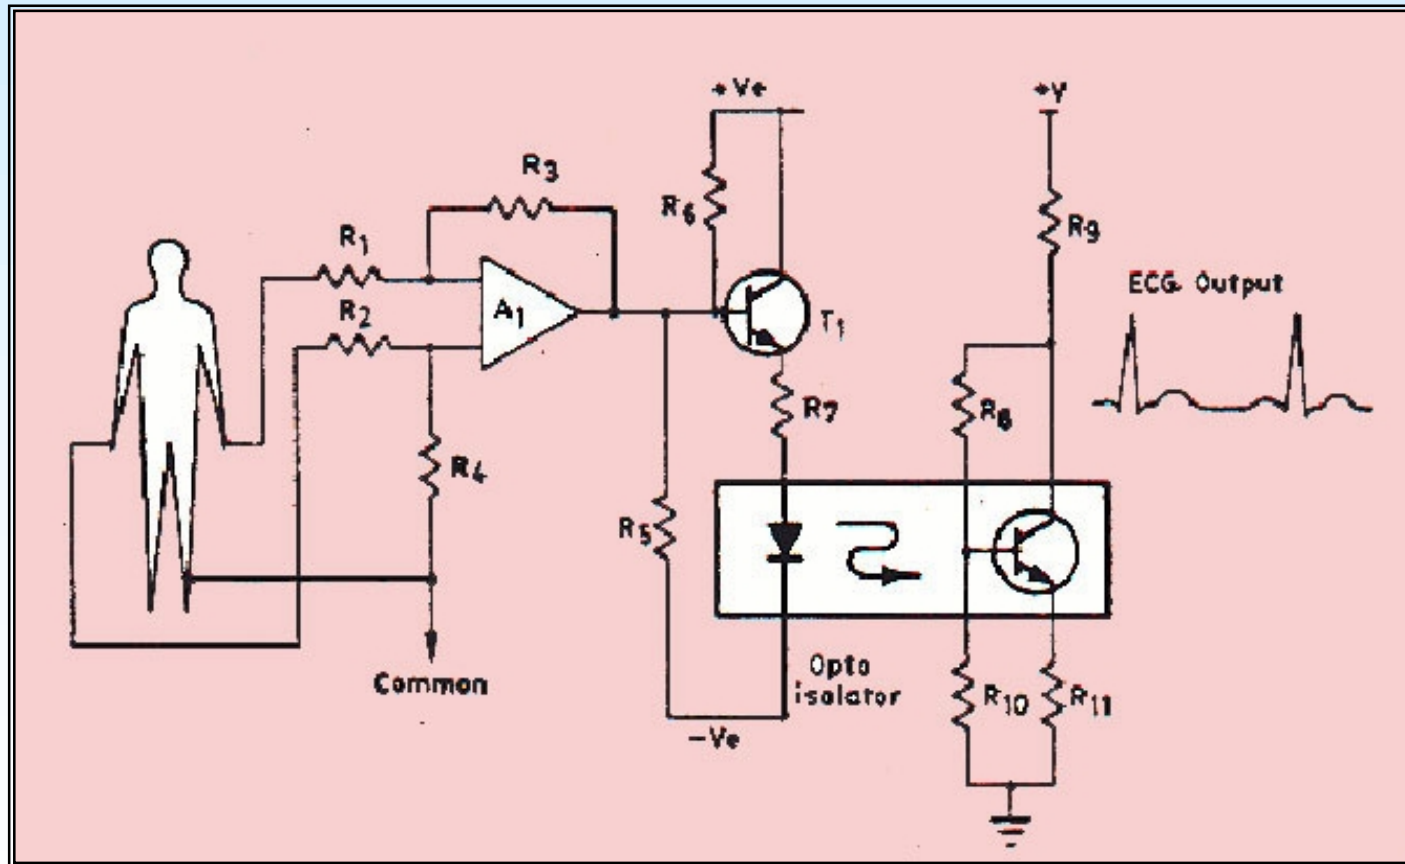 +Ve
+V
R3
R6
R9
R1
ECG Output
R2
A1
T1
R7
R8
R4
R5
Opto
isolator
Common
R10
R11
-Ve